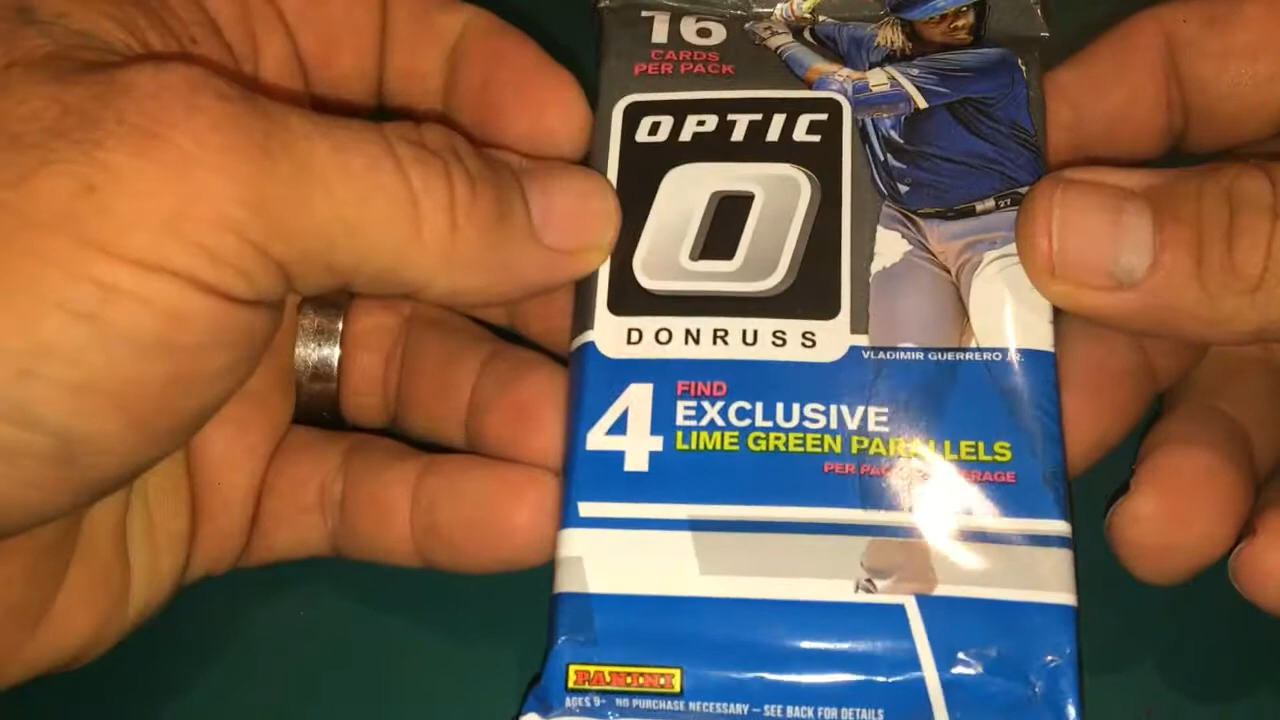 16
CARDS
PER PACK
OPTIC
O
DONRUSS
27
VLADIMIR GUERRERO JR.
4
FIND
EXCLUSIVE
LIME GREEN PARALLELS
PER
PANINI
AGES 9+ NO PURCHASE NECESSARY – SEE BACK FOR DETAILS